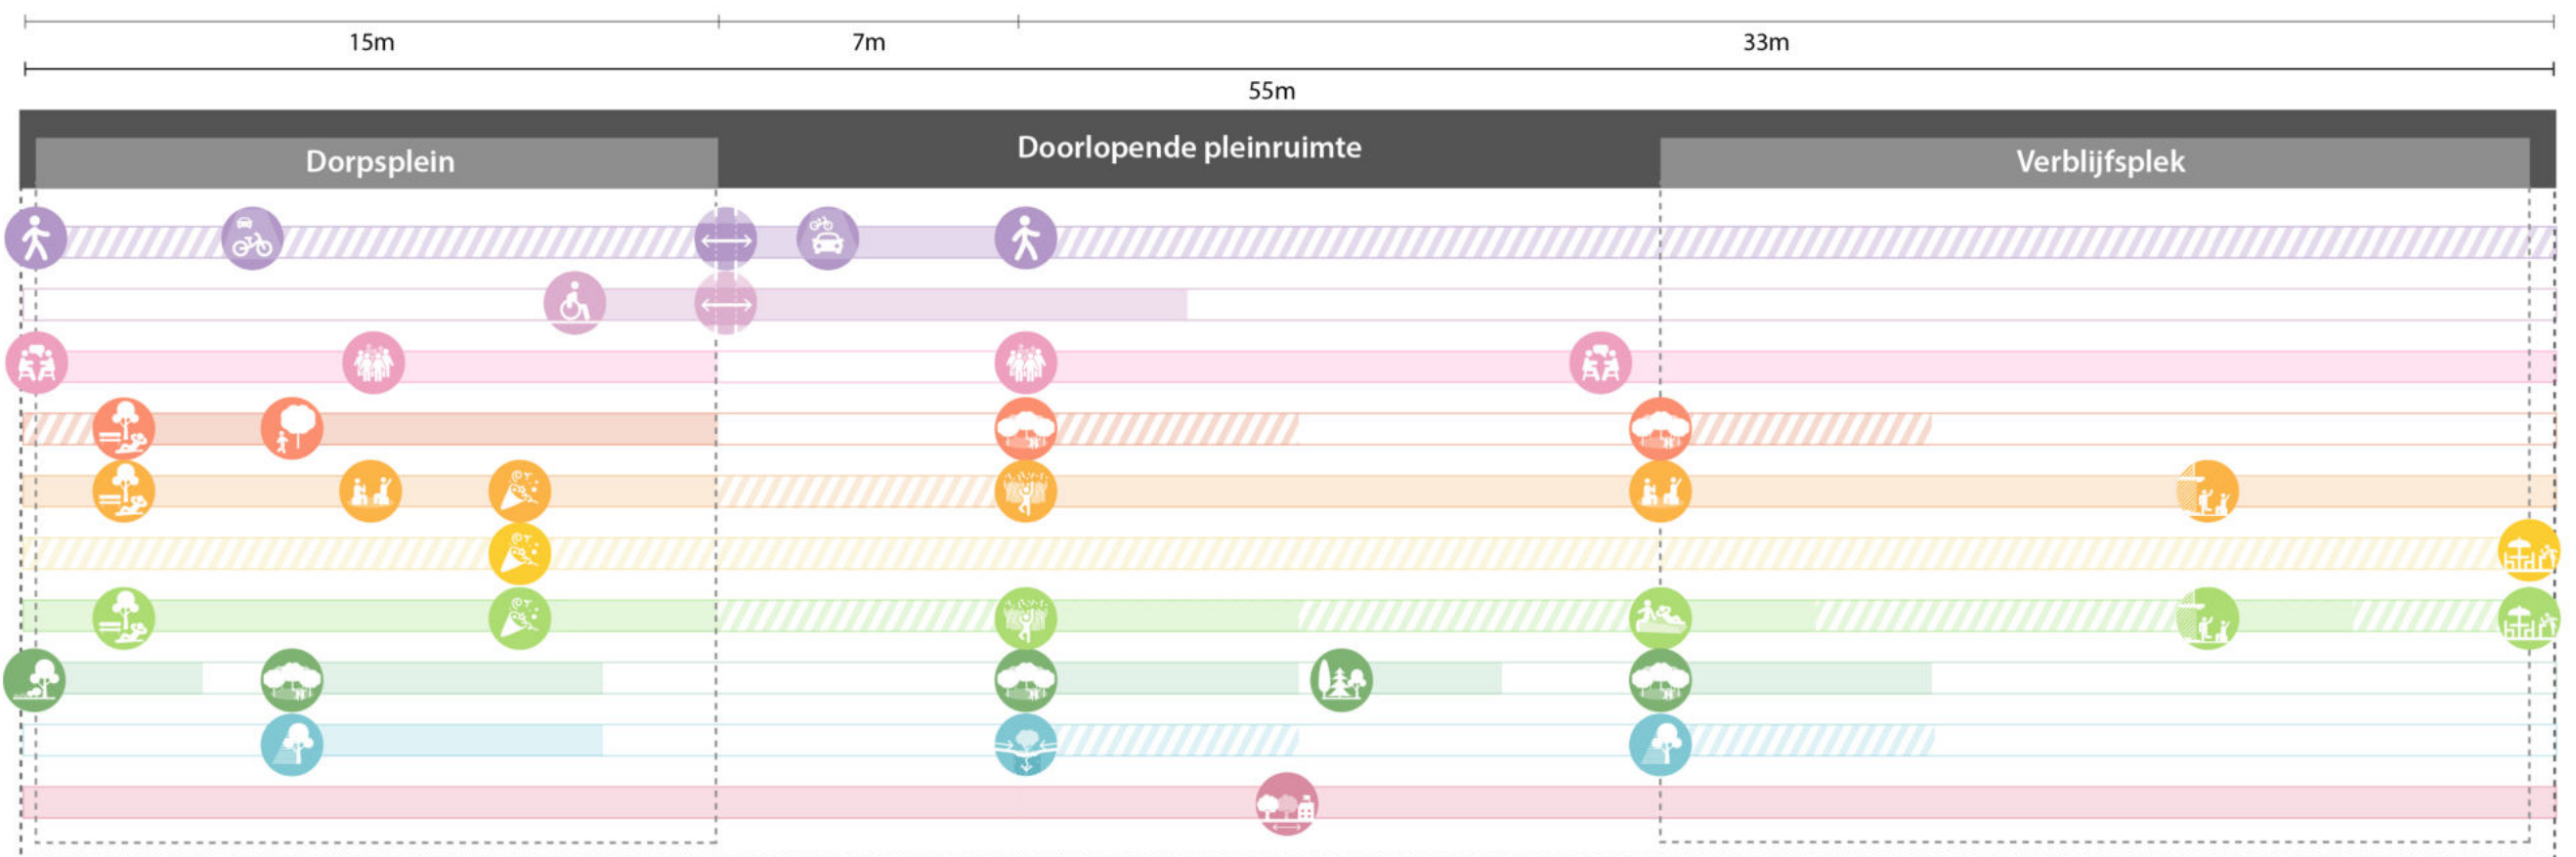 15m
7m
33m
55m
Doorlopende pleinruimte
Dorpsplein
Verblijfsplek